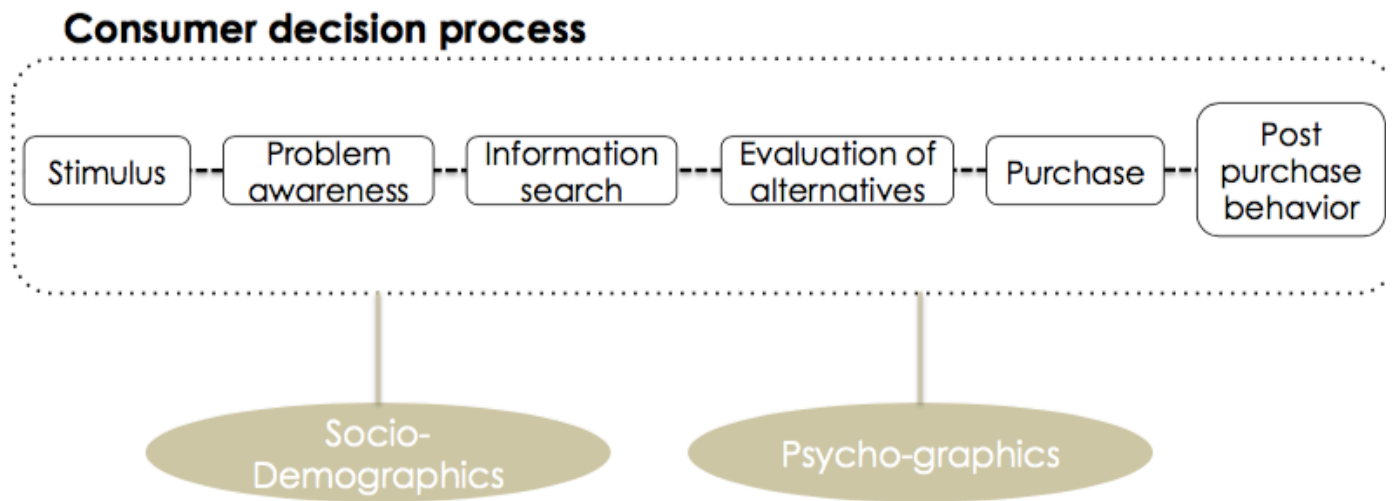 Consumer decision process
Stimulus
Problem
awareness
Information
search
Evaluation of
alternatives
Purchase
Post
purchase
behavior
Socio-
Demographics
Psycho-graphics